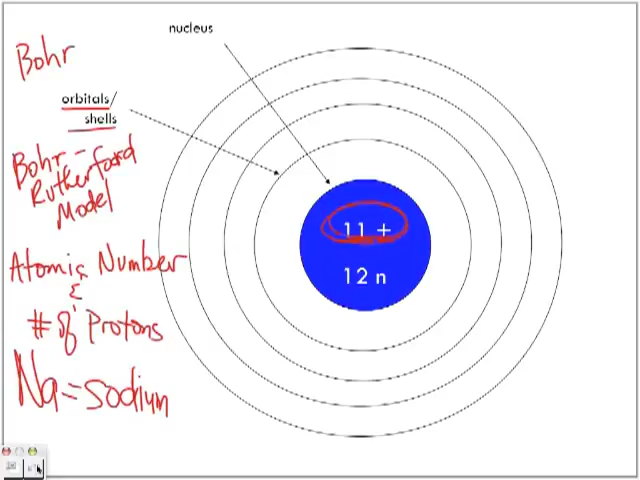 nucleus
Bohr
orbitals/
shells
Bohr-
Rutherford
Model
Atomic Number
&
# of Protons
Na = sodium
11 +
12 n